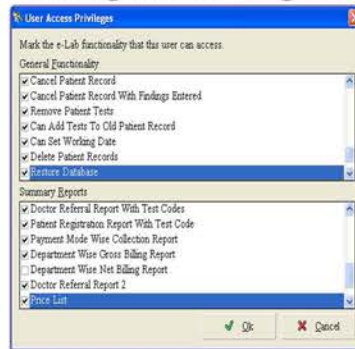 User Access Privileges
Mark the e-Lab functionality that this user can access.
General Functionality
Cancel Patient Record
Cancel Patient Record With Findings Entered
Remove Patient Tests
Can Add Tests To Old Patient Record
Can Set Working Date
Delete Patient Records
Restore Database
Summary Reports
Doctor Referral Report With Test Codes
Patient Registration Report With Test Code
Payment Mode Wise Collection Report
Department Wise Gross Billing Report
Department Wise Net Billing Report
Doctor Referral Report 2
Price List
Ok Cancel